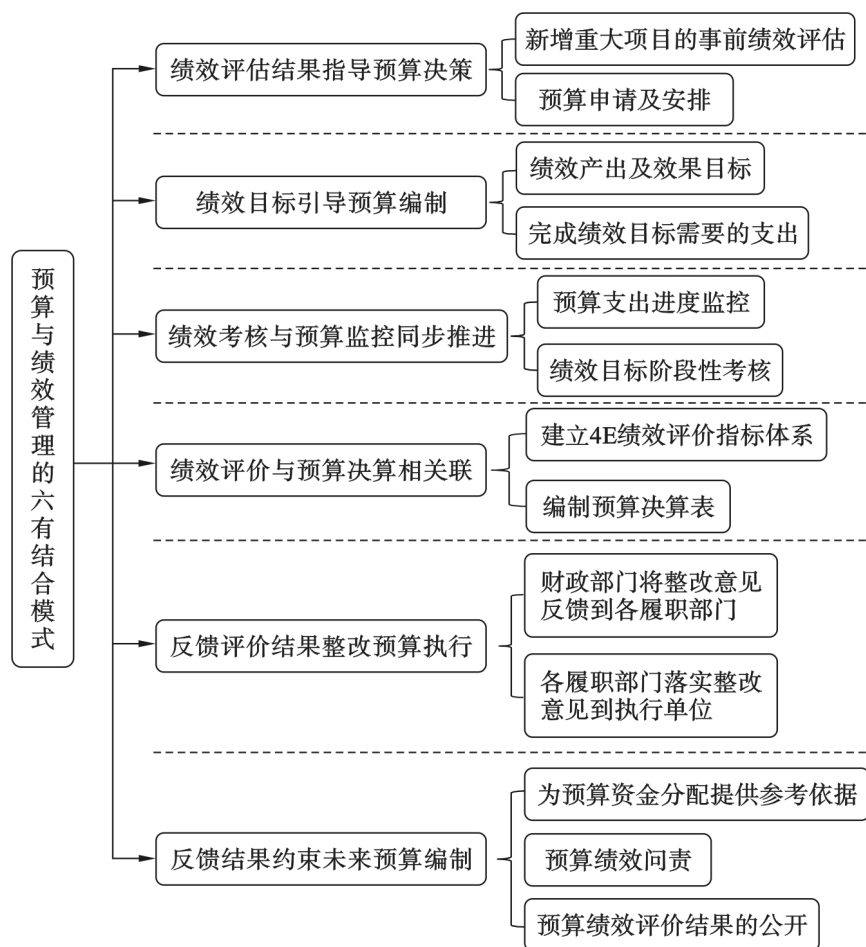 预算与绩效管理的六有结合模式
绩效评估结果指导预算决策
新增重大项目的事前绩效评估
预算申请及安排
绩效目标引导预算编制
绩效产出及效果目标
完成绩效目标需要的支出
绩效考核与预算监控同步推进
预算支出进度监控
绩效目标阶段性考核
绩效评价与预算决算相关联
建立4E绩效评价指标体系
编制预算决算表
反馈评价结果整改预算执行
财政部门将整改意见
反馈到各履职部门
各履职部门落实整改
意见到执行单位
反馈结果约束未来预算编制
为预算资金分配提供参考依据
预算绩效问责
预算绩效评价结果的公开